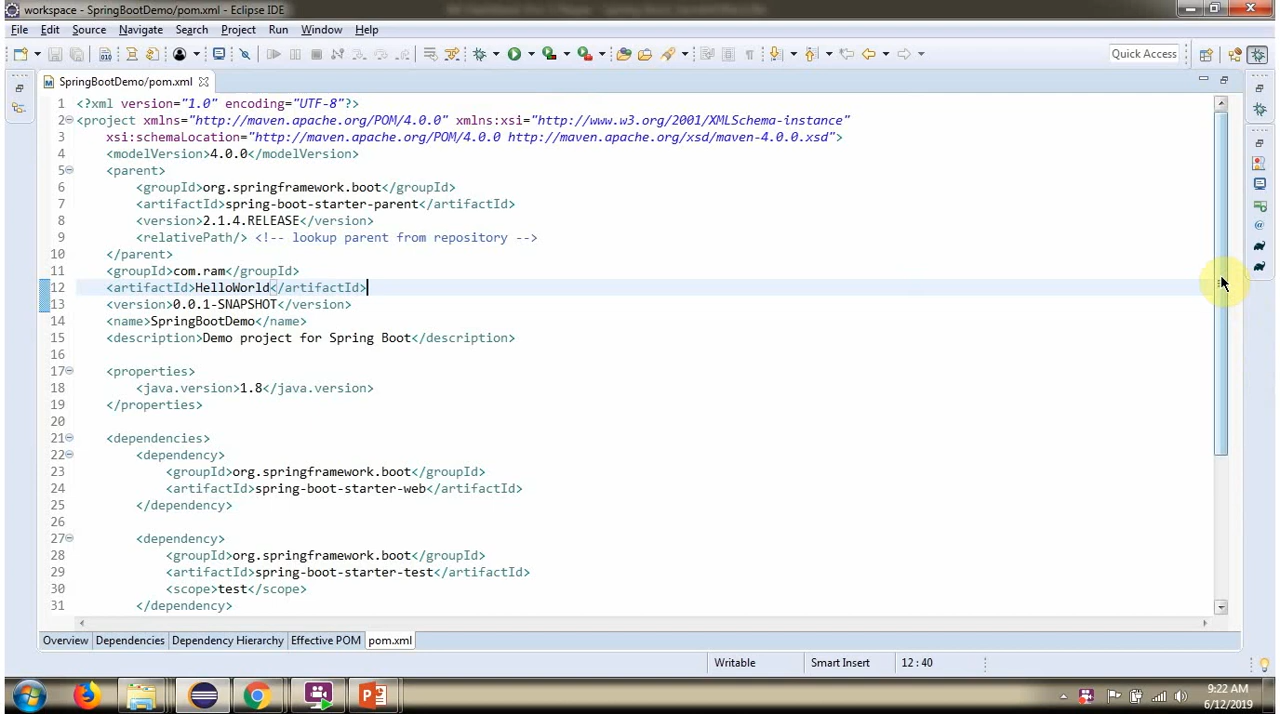 workspace - SpringBootDemo/pom.xml - Eclipse IDE
File Edit Source Navigate Search Project Run Window Help
Quick Access
SpringBootDemo/pom.xml
1 <?xml version="1.0" encoding="UTF-8"?>
2 <project xmlns="http://maven.apache.org/POM/4.0.0" xmlns:xsi="http://www.w3.org/2001/XMLSchema-instance"
3 xsi:schemaLocation="http://maven.apache.org/POM/4.0.0 http://maven.apache.org/xsd/maven-4.0.0.xsd">
4 <modelVersion>4.0.0</modelVersion>
5 <parent>
6 <groupId>org.springframework.boot</groupId>
7 <artifactId>spring-boot-starter-parent</artifactId>
8 <version>2.1.4.RELEASE</version>
9 <relativePath/> <!-- lookup parent from repository -->
10 </parent>
11 <groupId>com.ram</groupId>
12 <artifactId>HelloWorld</artifactId>
13 <version>0.0.1-SNAPSHOT</version>
14 <name>SpringBootDemo</name>
15 <description>Demo project for Spring Boot</description>
16
17 <properties>
18 <java.version>1.8</java.version>
19 </properties>
20
21 <dependencies>
22 <dependency>
23 <groupId>org.springframework.boot</groupId>
24 <artifactId>spring-boot-starter-web</artifactId>
25 </dependency>
26
27 <dependency>
28 <groupId>org.springframework.boot</groupId>
29 <artifactId>spring-boot-starter-test</artifactId>
30 <scope>test</scope>
31 </dependency>
Overview Dependencies Dependency Hierarchy Effective POM pom.xml
Writable Smart Insert 12 : 40
9:22 AM
6/12/2019